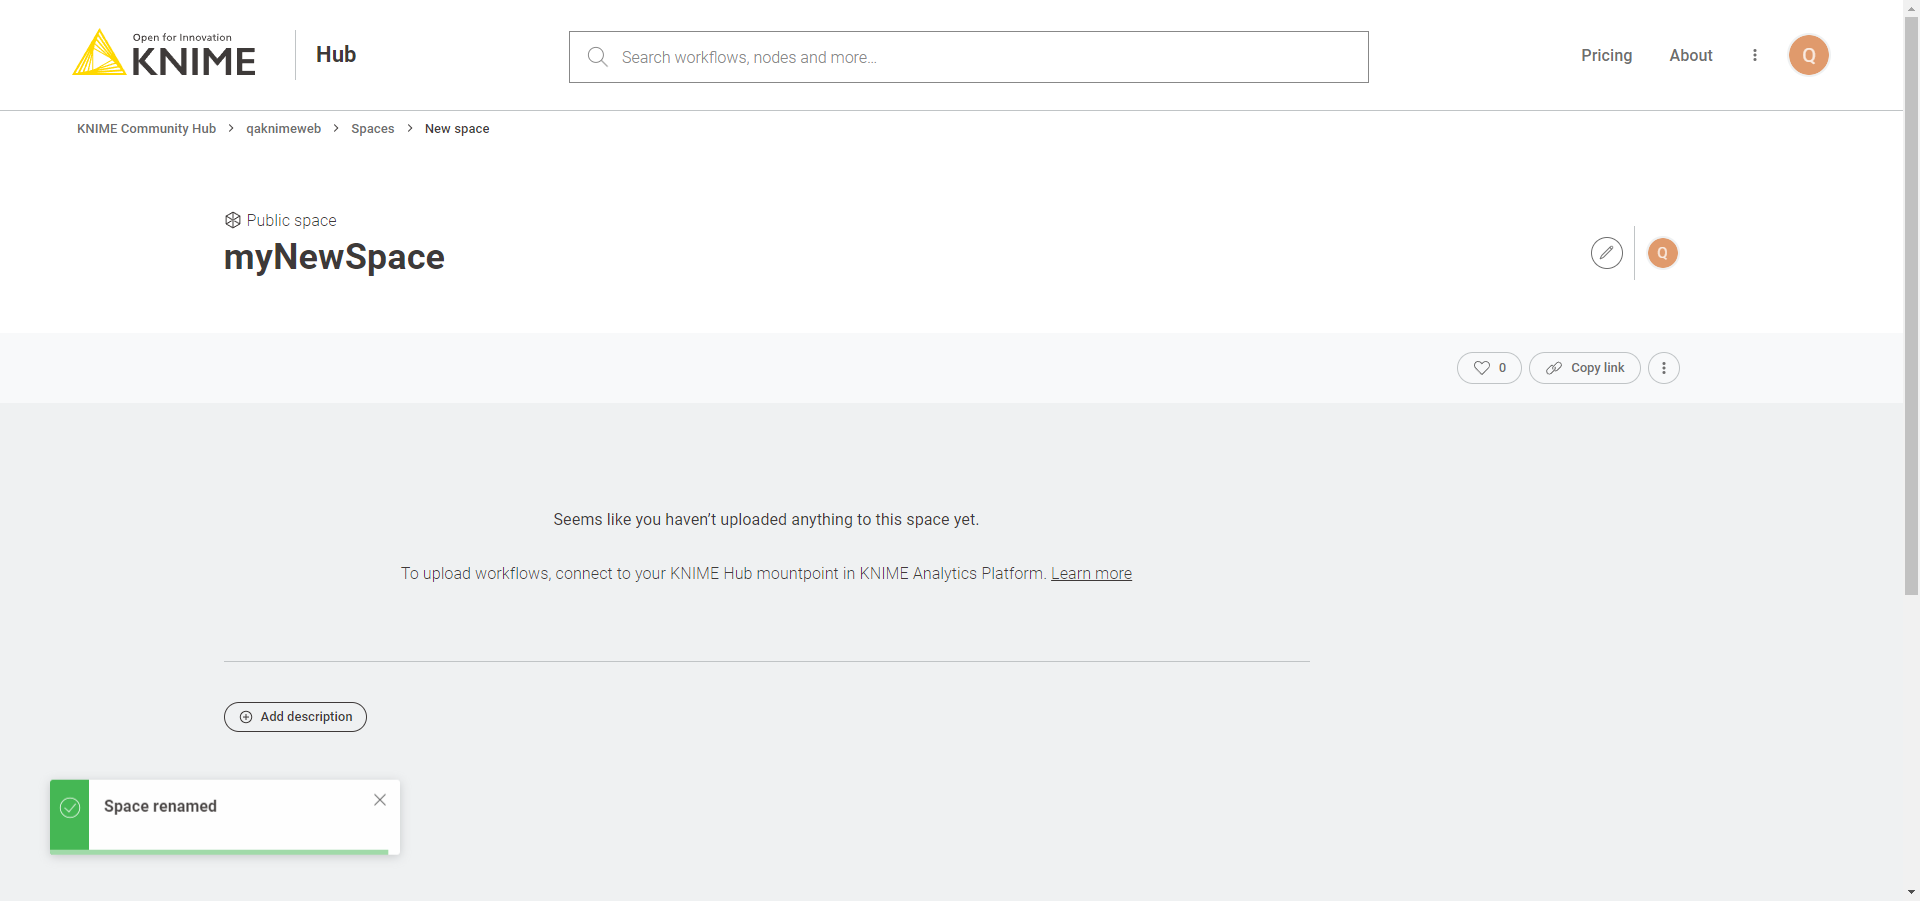 Open for Innovation
KNIME
Hub
Search workflows, nodes and more...
Pricing
About
Q
KNIME Community Hub > qaknimeweb > Spaces > New space
Public space
myNewSpace
Q
0
Copy link
Seems like you haven’t uploaded anything to this space yet.
To upload workflows, connect to your KNIME Hub mountpoint in KNIME Analytics Platform. Learn more
Add description
Space renamed